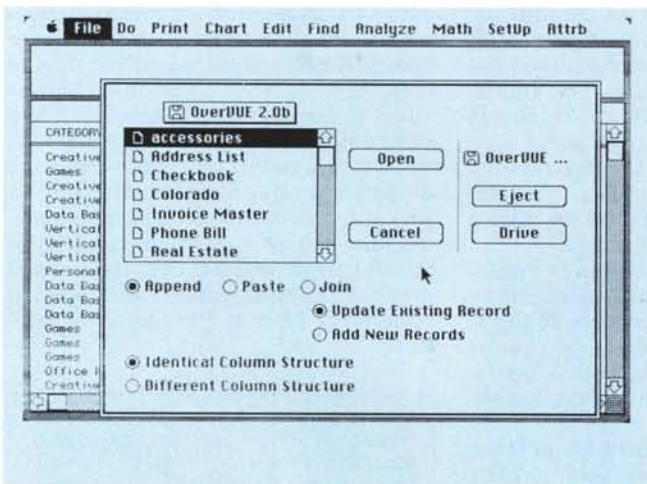 File Do Print Chart Edit Find Analyze Math SetUp Attrb
OverVUE 2.0b
CATEGORY
accessories
Address List
Checkbook
Colorado
Invoice Master
Phone Bill
Real Estate
Open
Cancel
OverVUE ...
Eject
Drive
Creative
Games
Creative
Creative
Data Bas
Vertical
Vertical
Vertical
Personal
Data Bas
Data Bas
Data Bas
Games
Games
Games
Office
Creative
Append Paste Join
Update Existing Record
Add New Records
Identical Column Structure
Different Column Structure